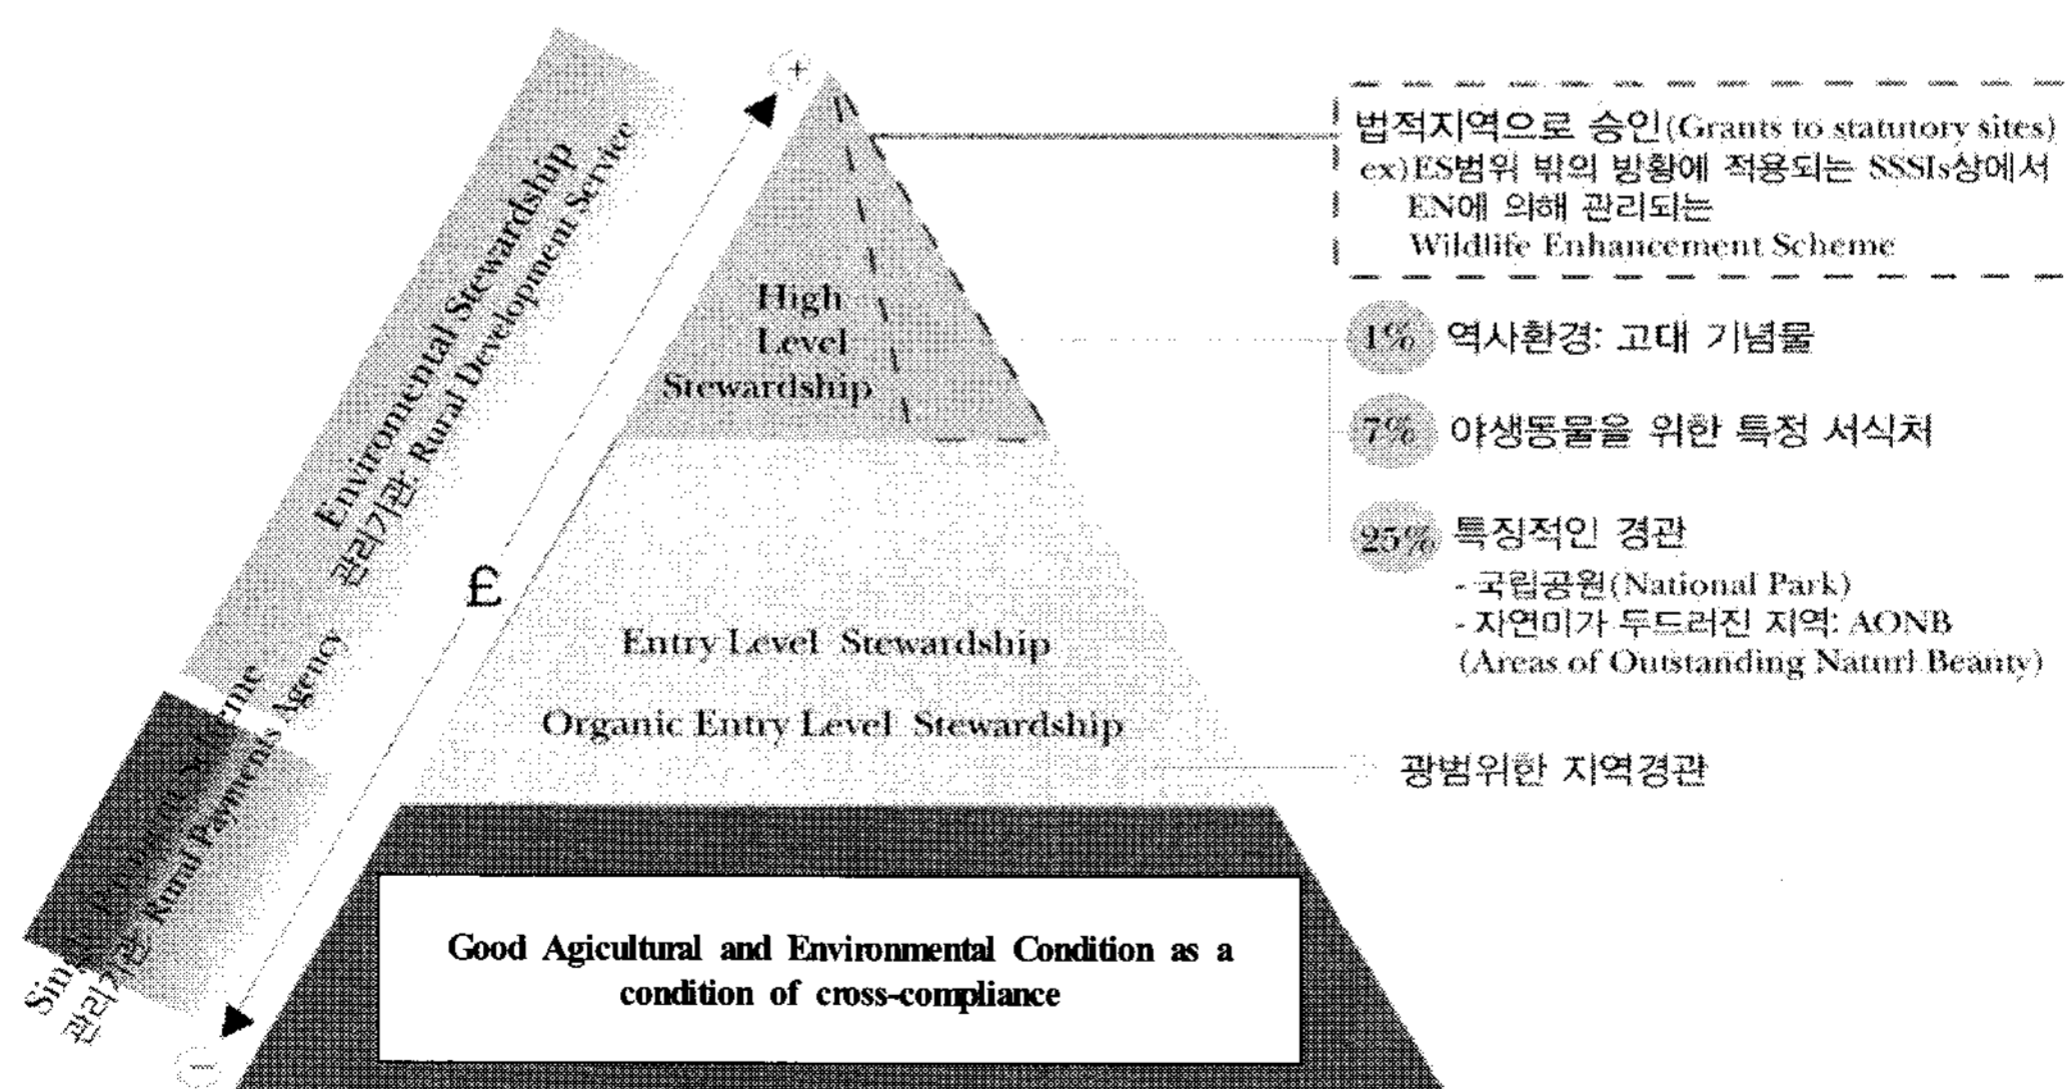 Environmental Stewardship
관리기관: Rural Development Service
Payment Scheme
관리기관: Rural Payments Agency
+
£
−
High
Level
Stewardship
Entry Level Stewardship
Organic Entry Level Stewardship
Good Agicultural and Environmental Condition as a
condition of cross-compliance
법적지역으로 승인(Grants to statutory sites)
ex)ES범위 밖의 방황에 적용되는 SSSIs상에서
EN에 의해 관리되는
Wildlife Enhancement Scheme
1% 역사환경: 고대 기념물
7% 야생동물을 위한 특정 서식처
25% 특징적인 경관
- 국립공원(National Park)
- 자연미가 두드러진 지역: AONB
(Areas of Outstanding Naturl Beauty)
광범위한 지역경관